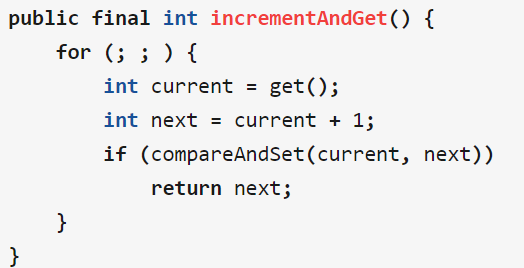 public final int incrementAndGet() {
    for (; ; ) {
        int current = get();
        int next = current + 1;
        if (compareAndSet(current, next))
            return next;
    }
}